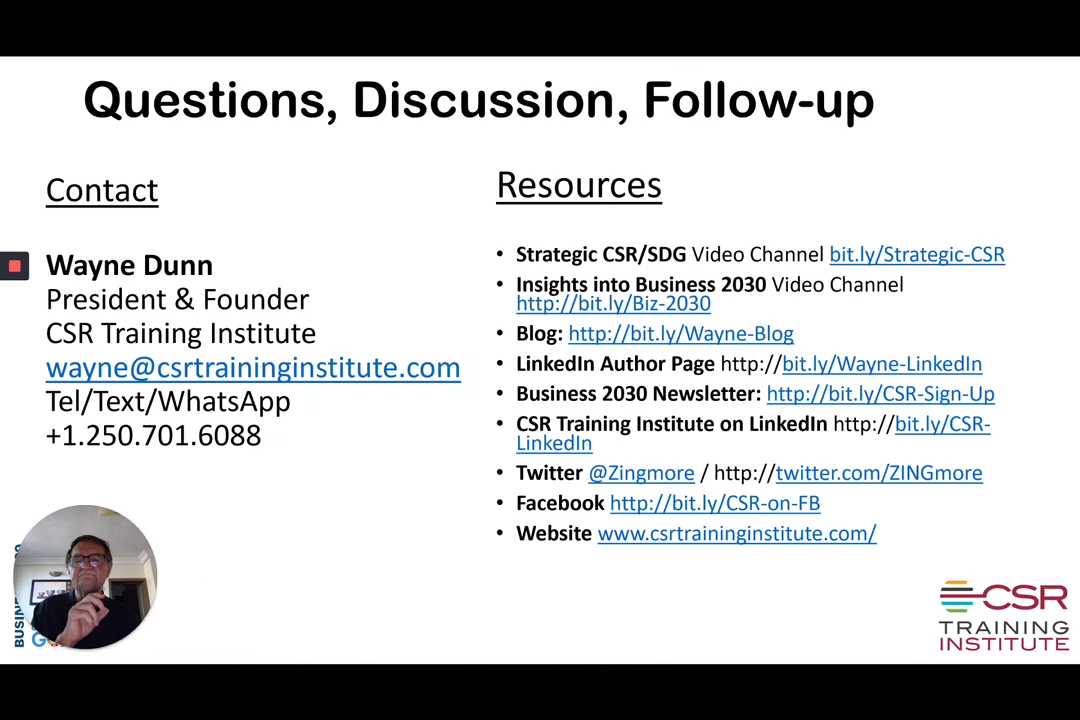 Questions, Discussion, Follow-up
Contact
Wayne Dunn
President & Founder
CSR Training Institute
wayne@csrtraininginstitute.com
Tel/Text/WhatsApp
+1.250.701.6088
Resources
• Strategic CSR/SDG Video Channel bit.ly/Strategic-CSR
• Insights into Business 2030 Video Channel
http://bit.ly/Biz-2030
• Blog: http://bit.ly/Wayne-Blog
• LinkedIn Author Page http://bit.ly/Wayne-LinkedIn
• Business 2030 Newsletter: http://bit.ly/CSR-Sign-Up
• CSR Training Institute on LinkedIn http://bit.ly/CSR-
LinkedIn
• Twitter @Zingmore / http://twitter.com/ZINGmore
• Facebook http://bit.ly/CSR-on-FB
• Website www.csrtraininginstitute.com/
CSR
TRAINING
INSTITUTE